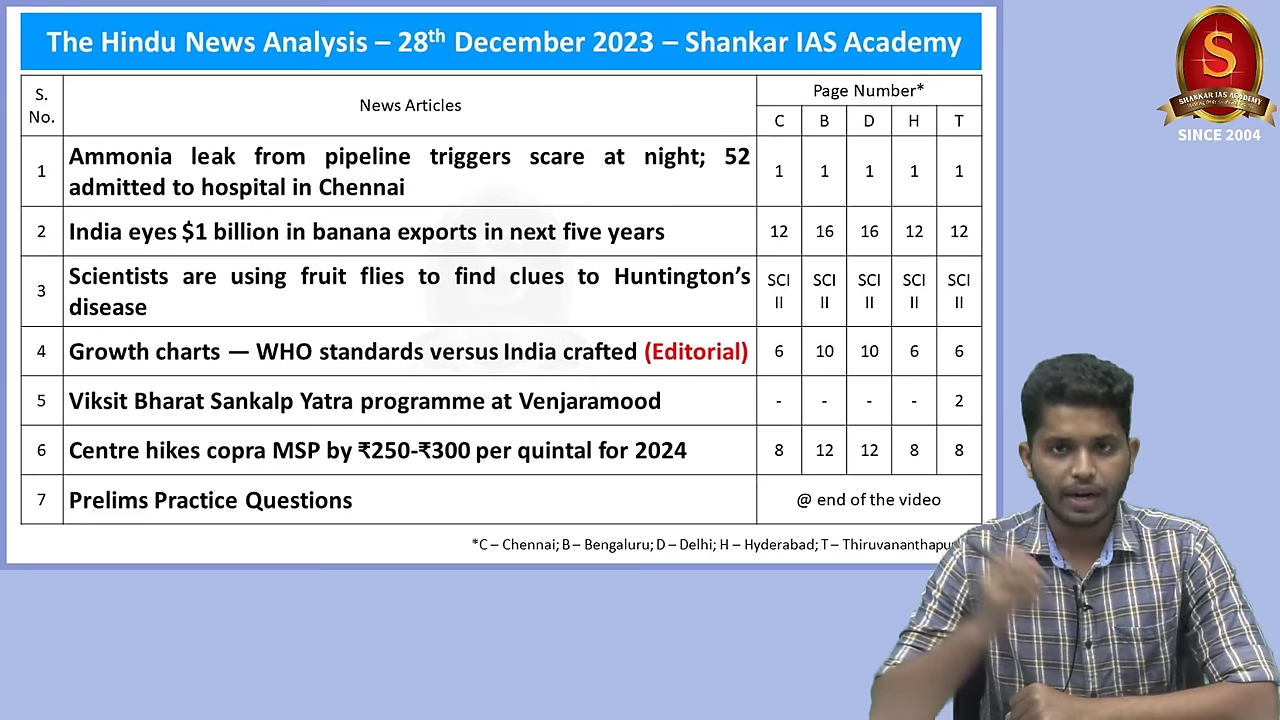 The Hindu News Analysis – 28th December 2023 – Shankar IAS Academy
S. No.
News Articles
Page Number*
C B D H T
1 Ammonia leak from pipeline triggers scare at night; 52
admitted to hospital in Chennai 1 1 1 1 1
2 India eyes $1 billion in banana exports in next five years 12 16 16 12 12
3 Scientists are using fruit flies to find clues to Huntington's
disease SCI II SCI II SCI II SCI II SCI II
4 Growth charts — WHO standards versus India crafted (Editorial) 6 10 10 6 6
5 Viksit Bharat Sankalp Yatra programme at Venjaramood - - - - 2
6 Centre hikes copra MSP by ₹250-₹300 per quintal for 2024 8 12 12 8 8
7 Prelims Practice Questions @ end of the video
*C – Chennai; B – Bengaluru; D – Delhi; H – Hyderabad; T –
S
SHANKAR IAS ACADEMY
SINCE 2004